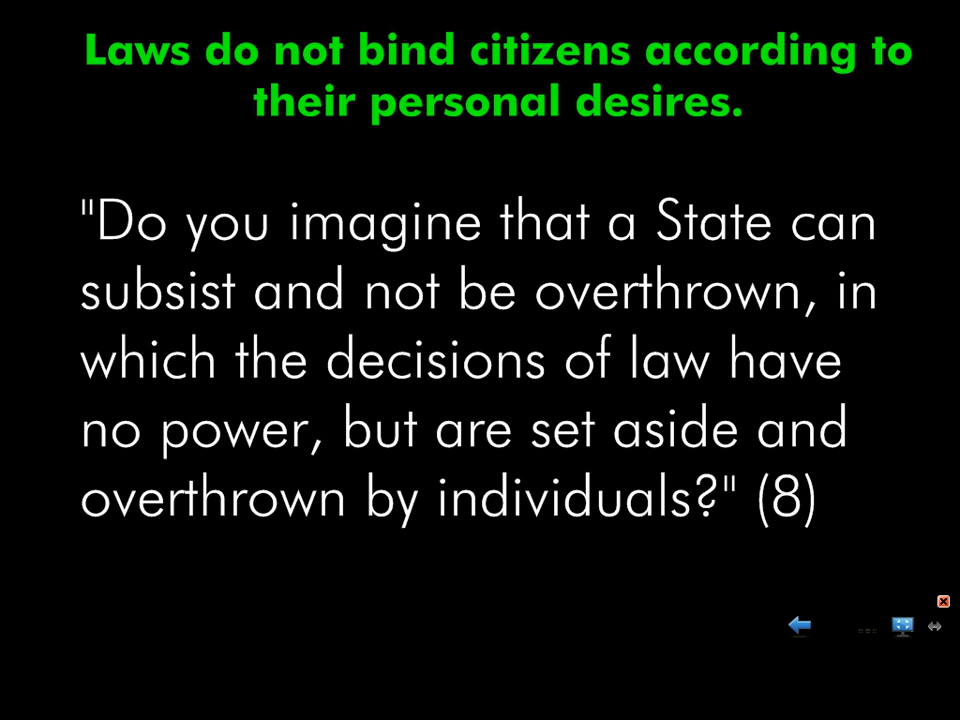 Laws do not bind citizens according to
their personal desires.
"Do you imagine that a State can
subsist and not be overthrown, in
which the decisions of law have
no power, but are set aside and
overthrown by individuals?" (8)